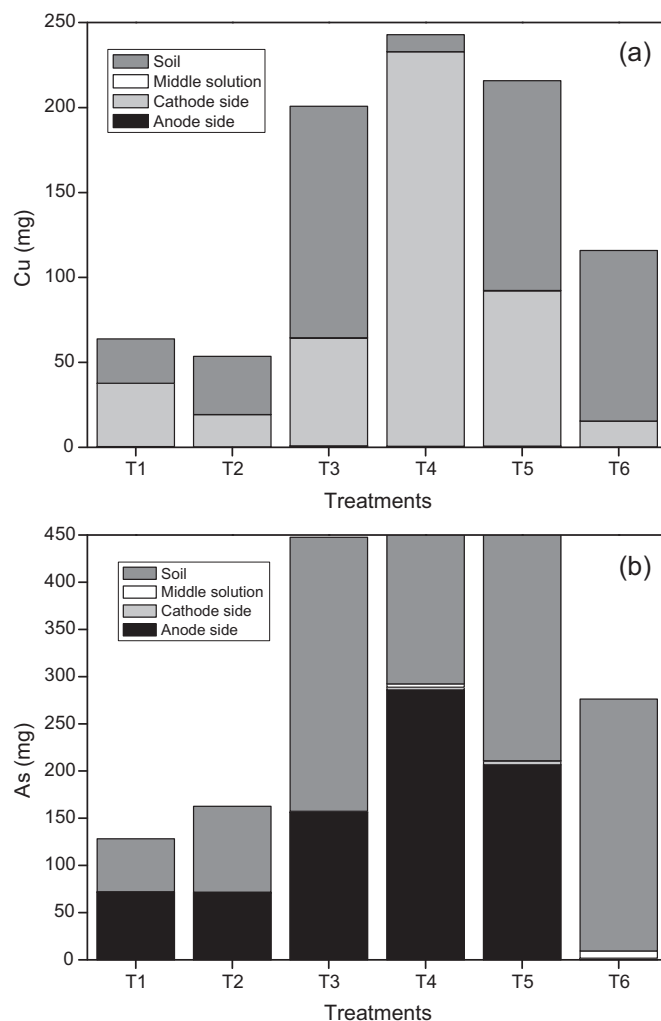 250
(a)
Soil
Middle solution
Cathode side
Anode side
200
150
Cu (mg)
100
50
0
T1 T2 T3 T4 T5 T6
Treatments
450
(b)
Soil
Middle solution
Cathode side
Anode side
400
350
300
250
As (mg)
200
150
100
50
0
T1 T2 T3 T4 T5 T6
Treatments